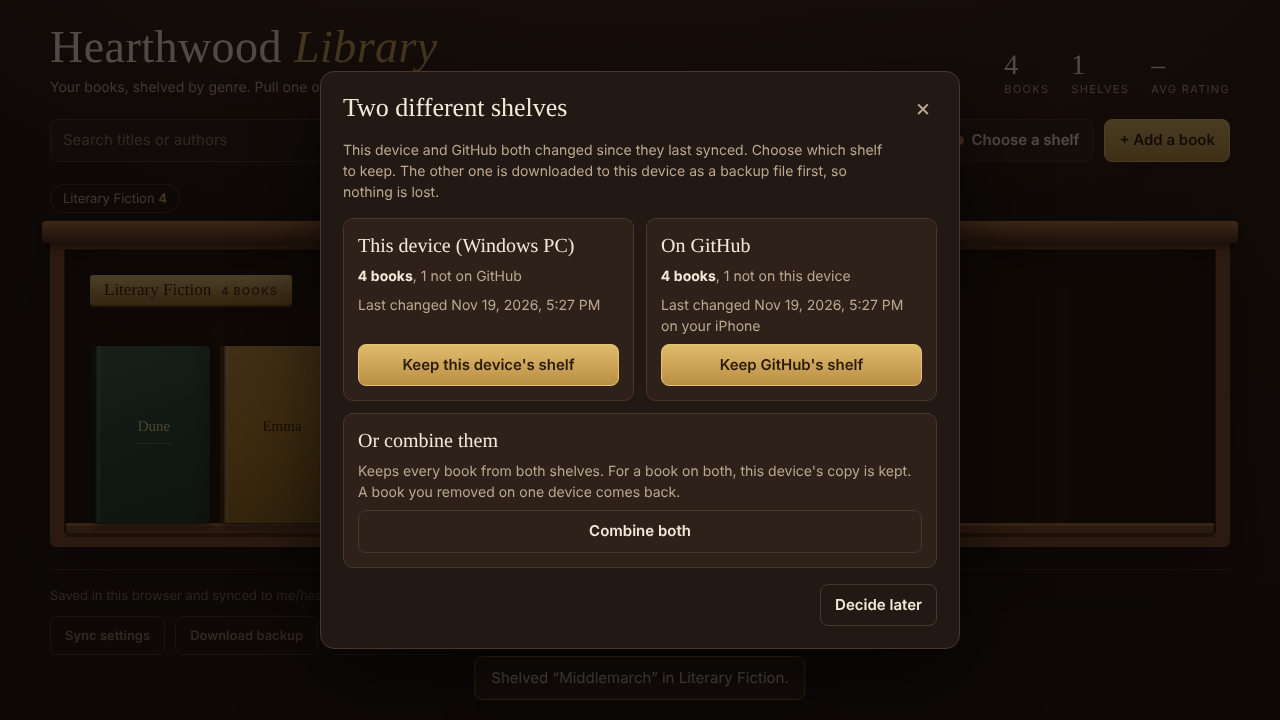 Hearthwood Library
Your books, shelved by genre. Pull one o
4
BOOKS
1
SHELVES
–
AVG RATING
Search titles or authors
Choose a shelf
+ Add a book
Literary Fiction 4
Literary Fiction 4 BOOKS
Dune
Emma
Two different shelves
✕
This device and GitHub both changed since they last synced. Choose which shelf
to keep. The other one is downloaded to this device as a backup file first, so
nothing is lost.
This device (Windows PC)
4 books, 1 not on GitHub
Last changed Nov 19, 2026, 5:27 PM
Keep this device's shelf
On GitHub
4 books, 1 not on this device
Last changed Nov 19, 2026, 5:27 PM
on your iPhone
Keep GitHub's shelf
Or combine them
Keeps every book from both shelves. For a book on both, this device's copy is kept.
A book you removed on one device comes back.
Combine both
Decide later
Saved in this browser and synced to me/hea
Sync settings
Download backup
Shelved “Middlemarch” in Literary Fiction.